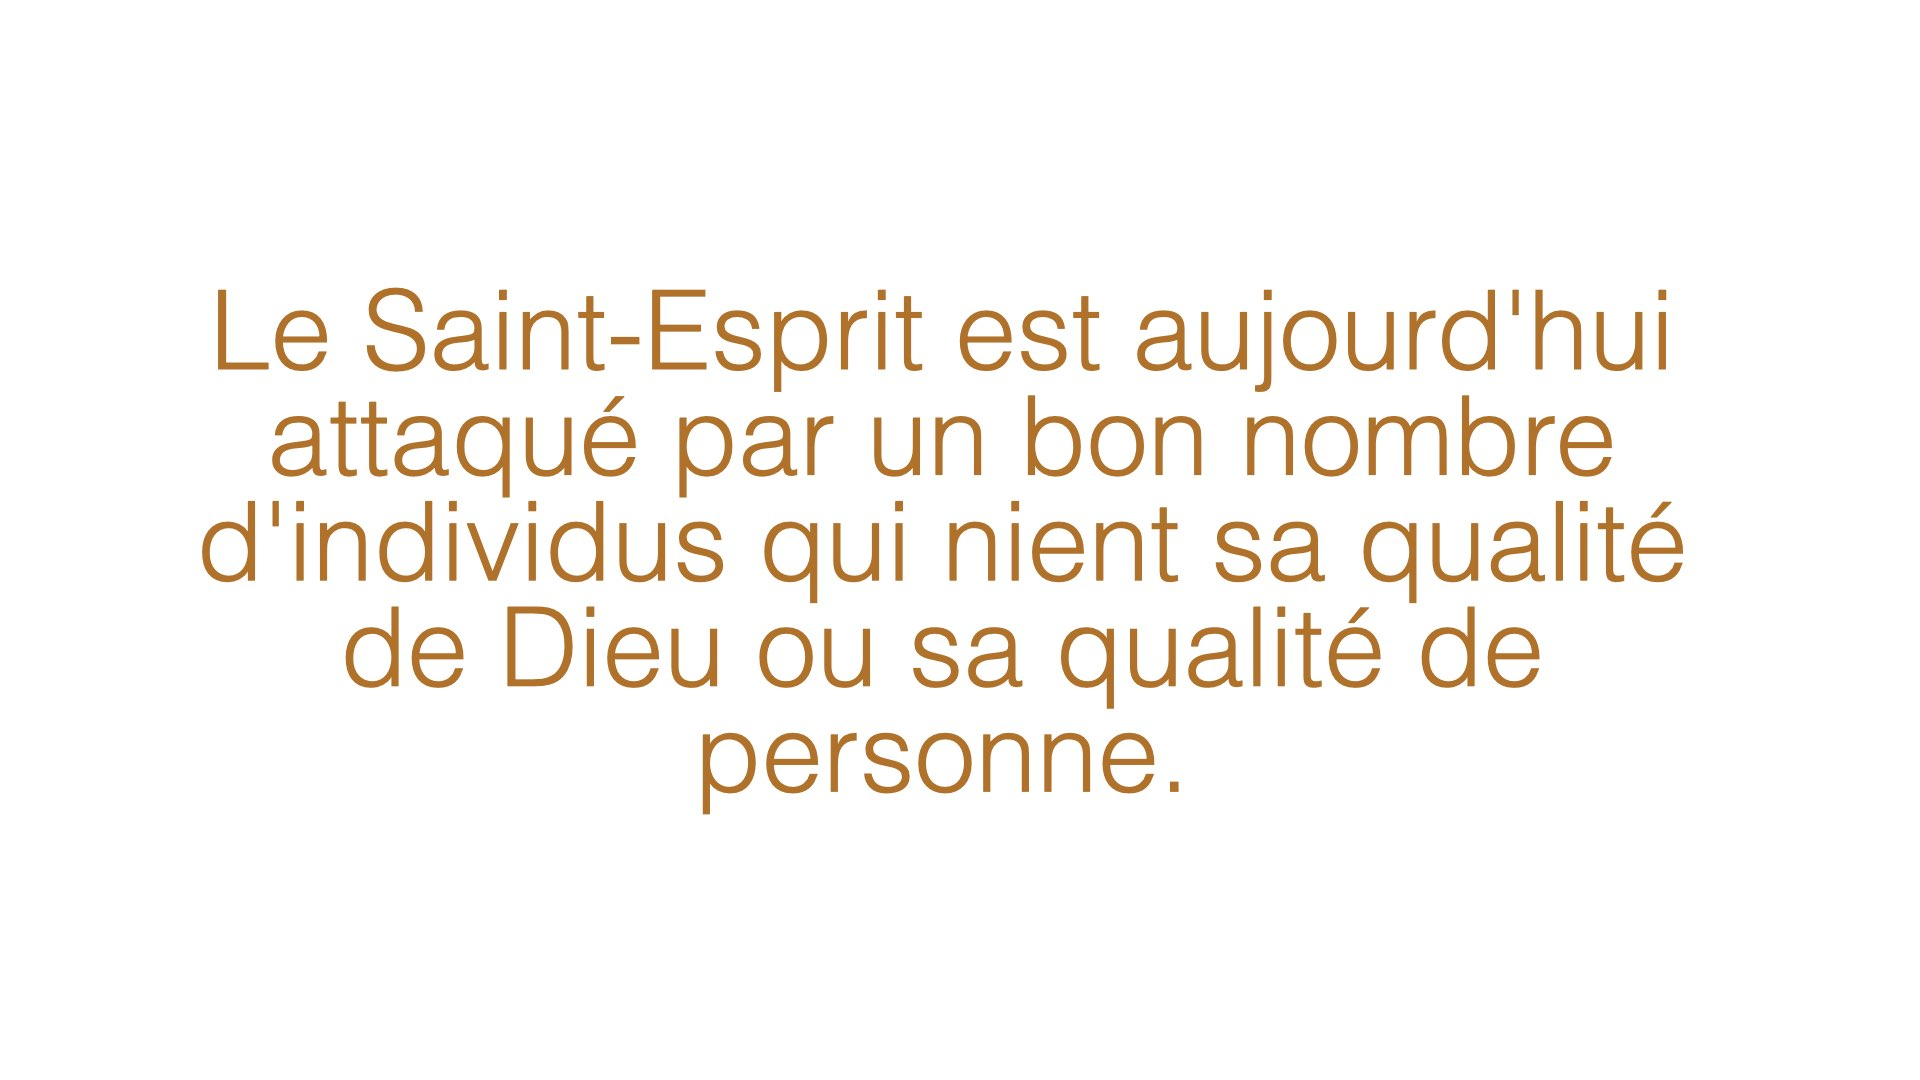 Le Saint-Esprit est aujourd'hui
attaqué par un bon nombre
d'individus qui nient sa qualité
de Dieu ou sa qualité de
personne.